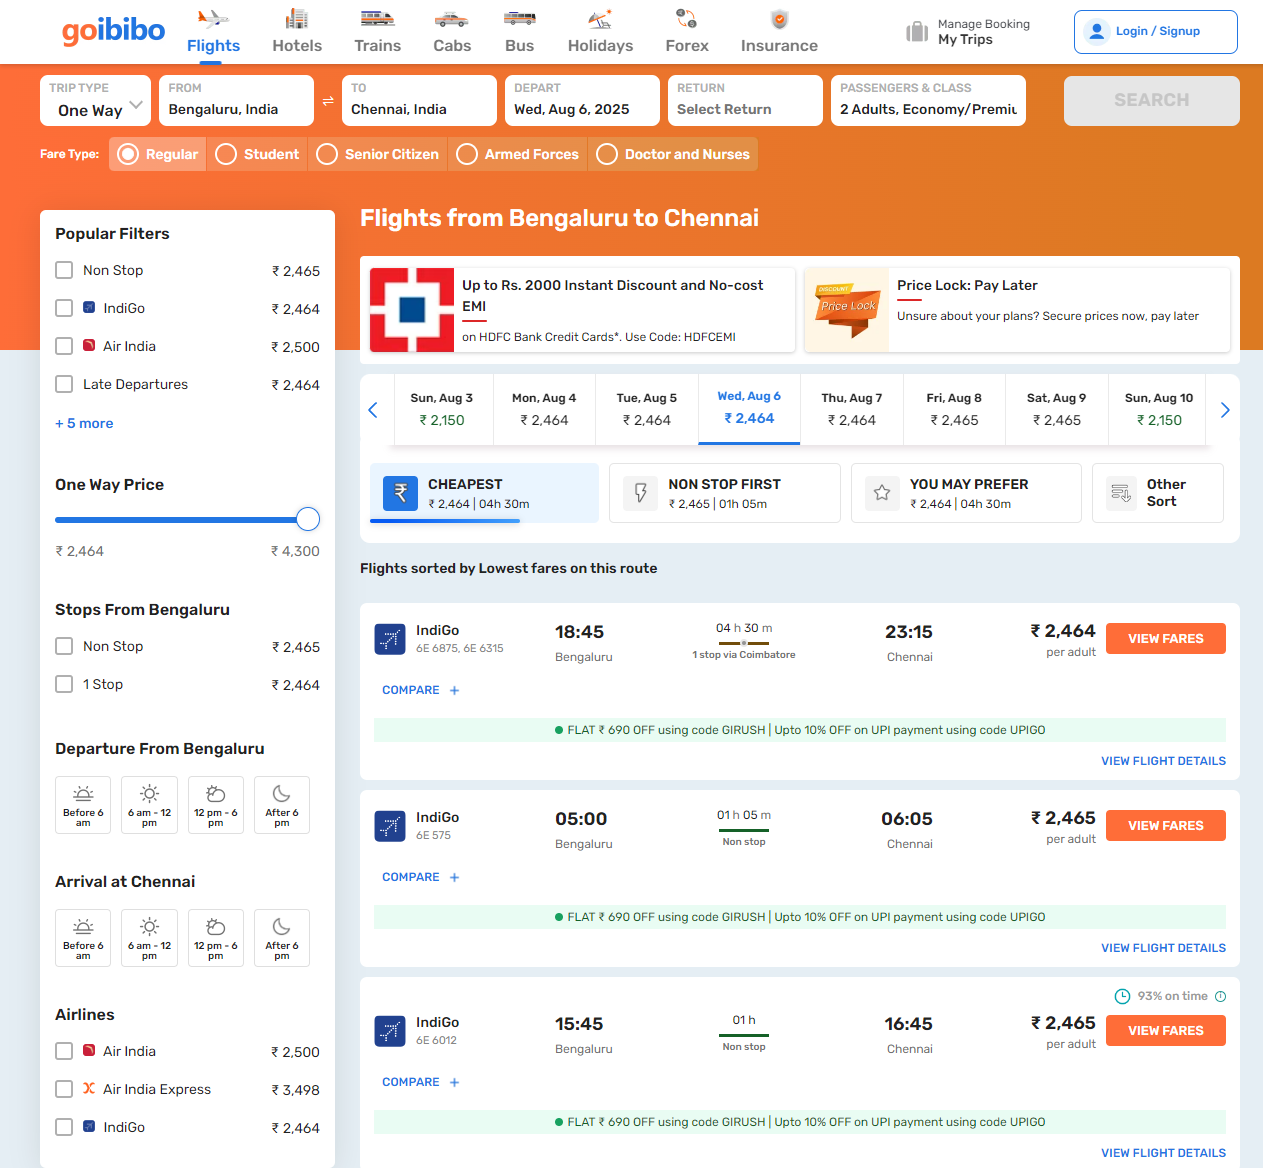 goibibo
Flights
Hotels
Trains
Cabs
Bus
Holidays
Forex
Insurance
Manage Booking
My Trips
Login / Signup
TRIP TYPE
One Way
FROM
Bengaluru, India
TO
Chennai, India
DEPART
Wed, Aug 6, 2025
RETURN
Select Return
PASSENGERS & CLASS
2 Adults, Economy/Premiu
SEARCH
Fare Type:
Regular
Student
Senior Citizen
Armed Forces
Doctor and Nurses
Popular Filters
Non Stop ₹ 2,465
IndiGo ₹ 2,464
Air India ₹ 2,500
Late Departures ₹ 2,464
+ 5 more
One Way Price
₹ 2,464 ₹ 4,300
Stops From Bengaluru
Non Stop ₹ 2,465
1 Stop ₹ 2,464
Departure From Bengaluru
Before 6 am
6 am - 12 pm
12 pm - 6 pm
After 6 pm
Arrival at Chennai
Before 6 am
6 am - 12 pm
12 pm - 6 pm
After 6 pm
Airlines
Air India ₹ 2,500
Air India Express ₹ 3,498
IndiGo ₹ 2,464
Flights from Bengaluru to Chennai
Up to Rs. 2000 Instant Discount and No-cost
EMI
on HDFC Bank Credit Cards*. Use Code: HDFCEMI
DISCOUNT
Price Lock
Price Lock: Pay Later
Unsure about your plans? Secure prices now, pay later
Sun, Aug 3
₹ 2,150
Mon, Aug 4
₹ 2,464
Tue, Aug 5
₹ 2,464
Wed, Aug 6
₹ 2,464
Thu, Aug 7
₹ 2,464
Fri, Aug 8
₹ 2,465
Sat, Aug 9
₹ 2,465
Sun, Aug 10
₹ 2,150
₹
CHEAPEST
₹ 2,464 | 04h 30m
NON STOP FIRST
₹ 2,465 | 01h 05m
YOU MAY PREFER
₹ 2,464 | 04h 30m
Other
Sort
Flights sorted by Lowest fares on this route
IndiGo
6E 6875, 6E 6315
18:45
Bengaluru
04 h 30 m
1 stop via Coimbatore
23:15
Chennai
₹ 2,464
per adult
VIEW FARES
COMPARE +
FLAT ₹ 690 OFF using code GIRUSH | Upto 10% OFF on UPI payment using code UPIGO
VIEW FLIGHT DETAILS
IndiGo
6E 575
05:00
Bengaluru
01 h 05 m
Non stop
06:05
Chennai
₹ 2,465
per adult
VIEW FARES
COMPARE +
FLAT ₹ 690 OFF using code GIRUSH | Upto 10% OFF on UPI payment using code UPIGO
VIEW FLIGHT DETAILS
93% on time
IndiGo
6E 6012
15:45
Bengaluru
01 h
Non stop
16:45
Chennai
₹ 2,465
per adult
VIEW FARES
COMPARE +
FLAT ₹ 690 OFF using code GIRUSH | Upto 10% OFF on UPI payment using code UPIGO
VIEW FLIGHT DETAILS